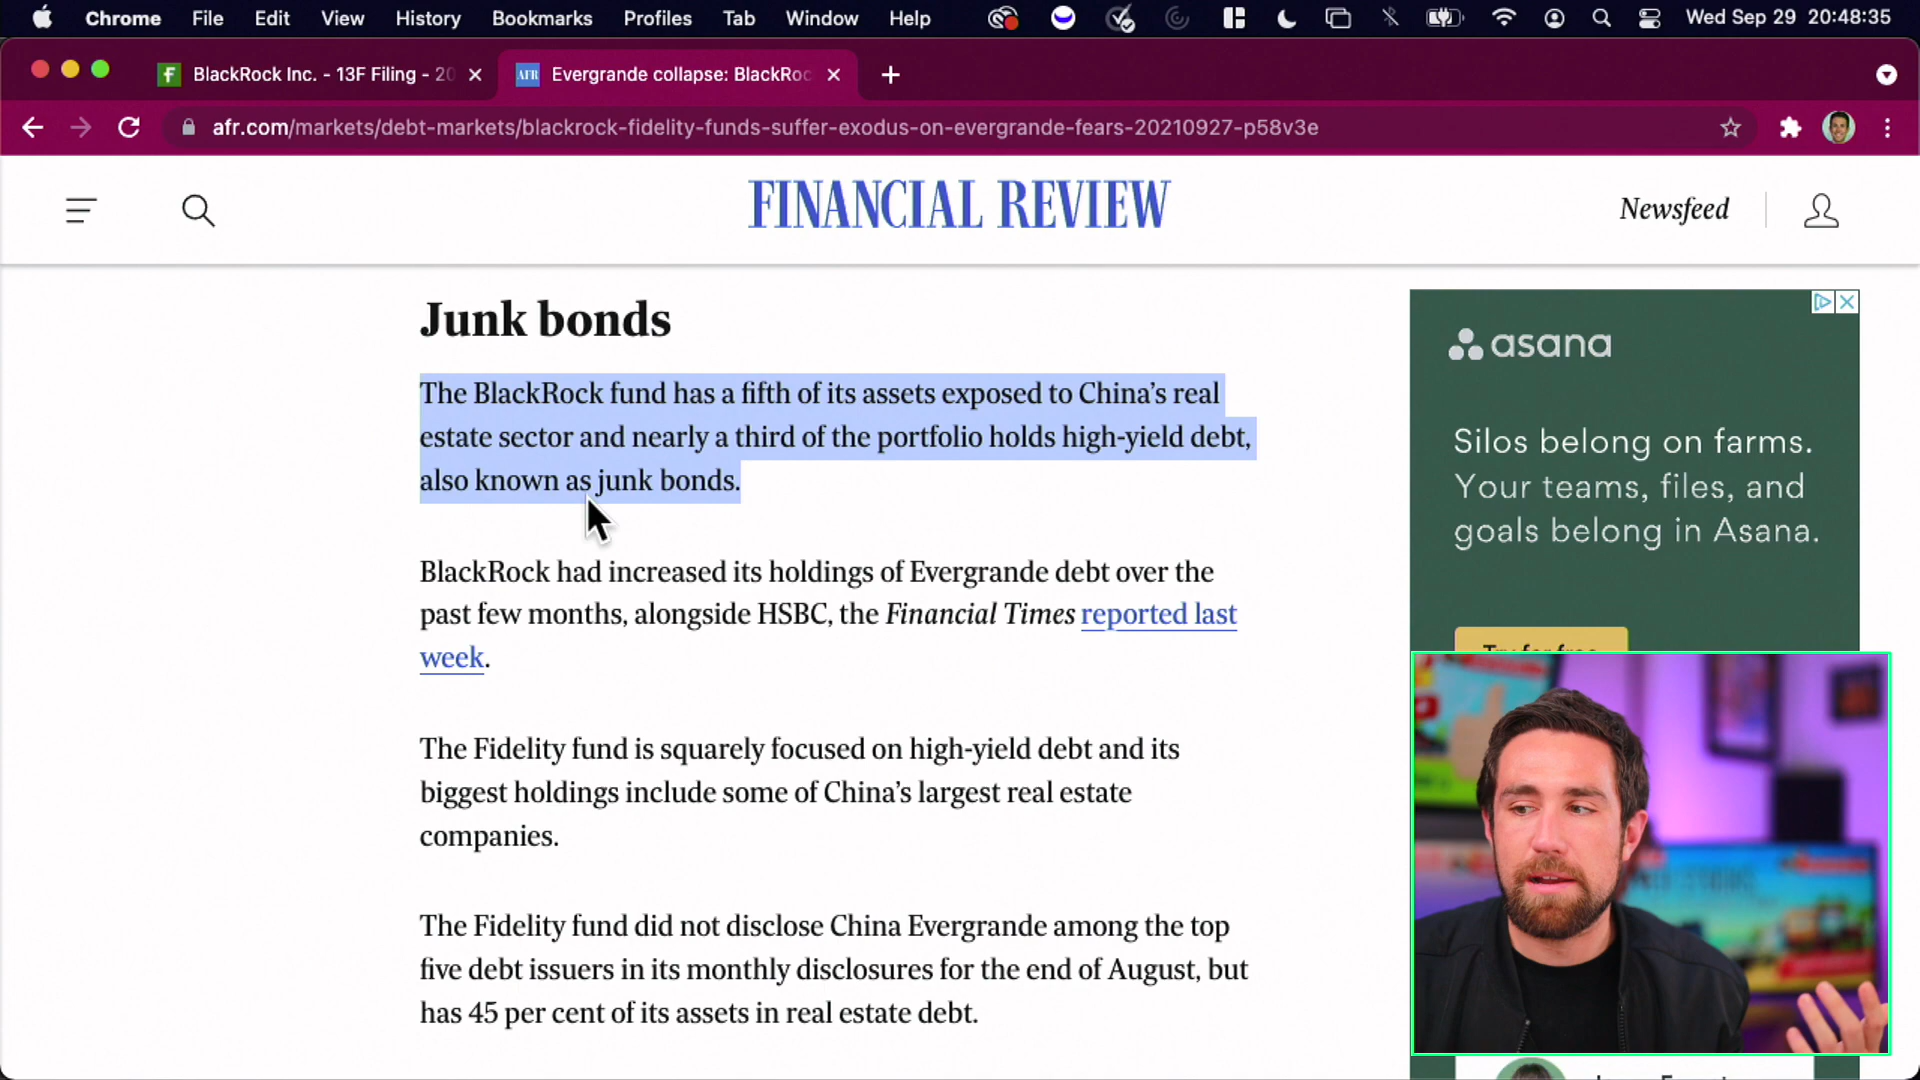 Chrome File Edit View History Bookmarks Profiles Tab Window Help Wed Sep 29 20:48:35
BlackRock Inc. - 13F Filing - 20
AFR Evergrande collapse: BlackRoc
afr.com/markets/debt-markets/blackrock-fidelity-funds-suffer-exodus-on-evergrande-fears-20210927-p58v3e
FINANCIAL REVIEW
Newsfeed
Junk bonds
The BlackRock fund has a fifth of its assets exposed to China’s real
estate sector and nearly a third of the portfolio holds high-yield debt,
also known as junk bonds.
BlackRock had increased its holdings of Evergrande debt over the
past few months, alongside HSBC, the Financial Times reported last
week.
The Fidelity fund is squarely focused on high-yield debt and its
biggest holdings include some of China’s largest real estate
companies.
The Fidelity fund did not disclose China Evergrande among the top
five debt issuers in its monthly disclosures for the end of August, but
has 45 per cent of its assets in real estate debt.
asana
Silos belong on farms.
Your teams, files, and
goals belong in Asana.
Try for free